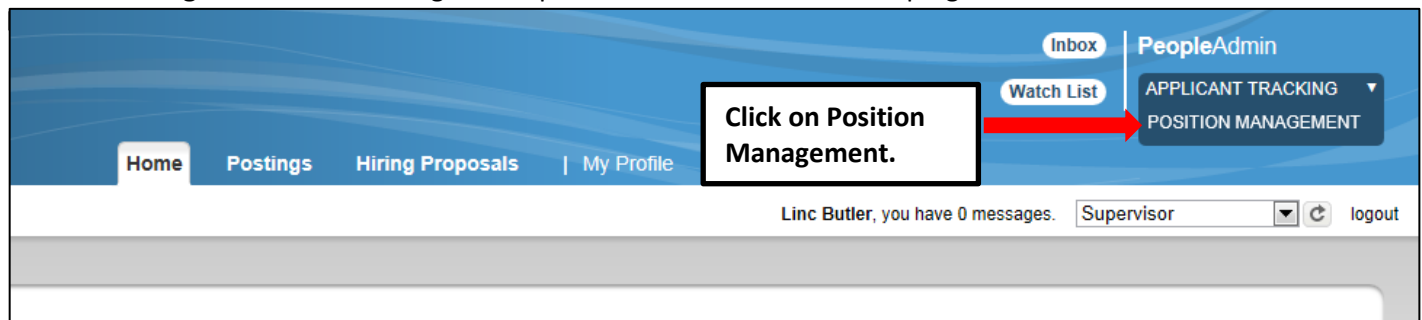 Inbox
PeopleAdmin
Watch List
APPLICANT TRACKING
POSITION MANAGEMENT
Click on Position
Management.
Home Postings Hiring Proposals | My Profile
Linc Butler, you have 0 messages. Supervisor logout